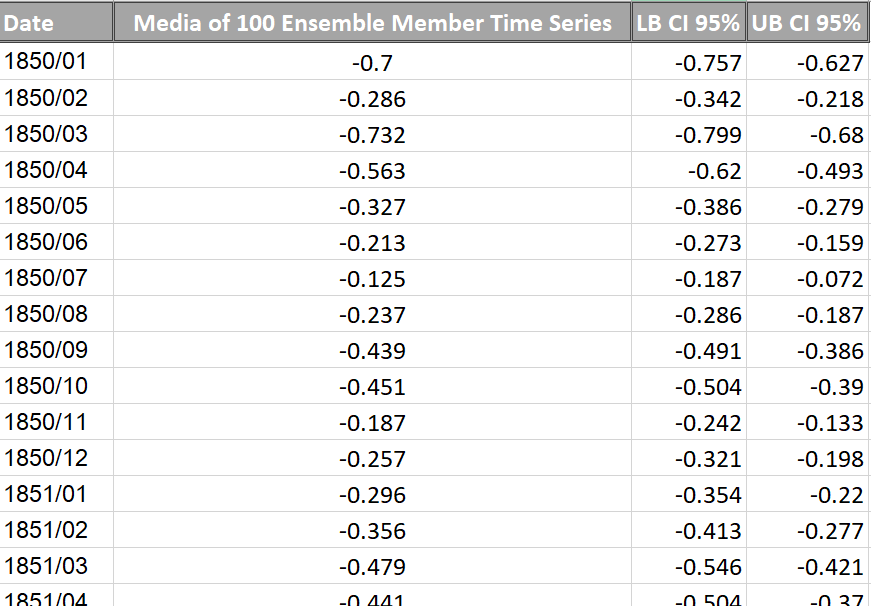 Date Media of 100 Ensemble Member Time Series LB CI 95% UB CI 95%
1850/01 -0.7 -0.757 -0.627
1850/02 -0.286 -0.342 -0.218
1850/03 -0.732 -0.799 -0.68
1850/04 -0.563 -0.62 -0.493
1850/05 -0.327 -0.386 -0.279
1850/06 -0.213 -0.273 -0.159
1850/07 -0.125 -0.187 -0.072
1850/08 -0.237 -0.286 -0.187
1850/09 -0.439 -0.491 -0.386
1850/10 -0.451 -0.504 -0.39
1850/11 -0.187 -0.242 -0.133
1850/12 -0.257 -0.321 -0.198
1851/01 -0.296 -0.354 -0.22
1851/02 -0.356 -0.413 -0.277
1851/03 -0.479 -0.546 -0.421
1851/04 -0.441 -0.504 -0.37